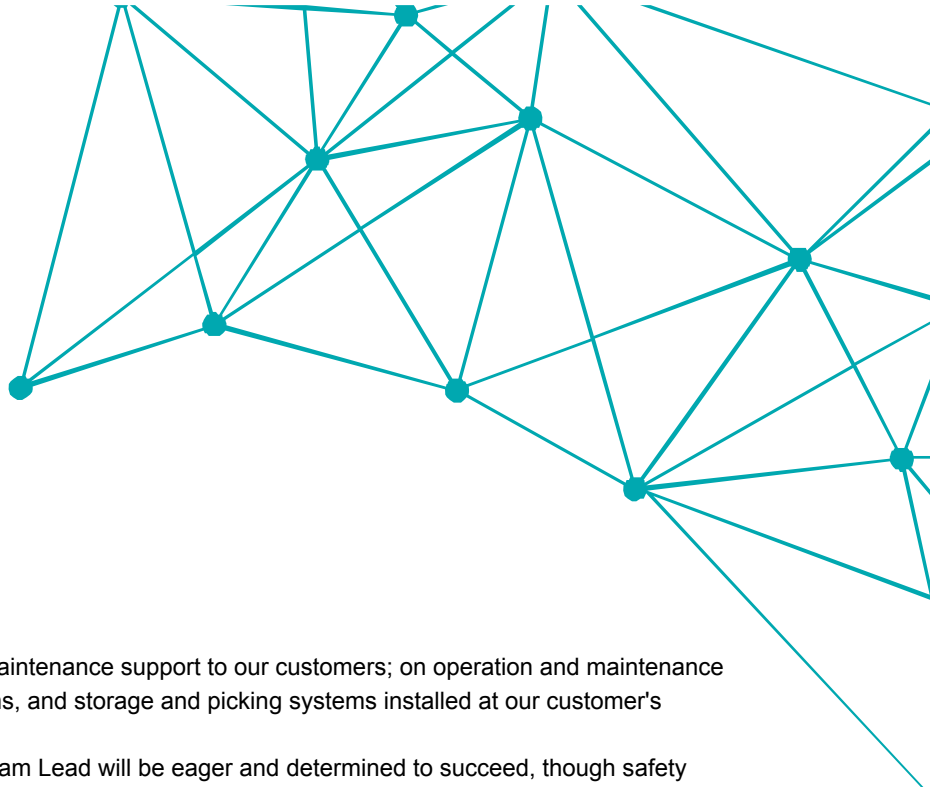 aintenance support to our customers; on operation and maintenance
s, and storage and picking systems installed at our customer's
am Lead will be eager and determined to succeed, though safety